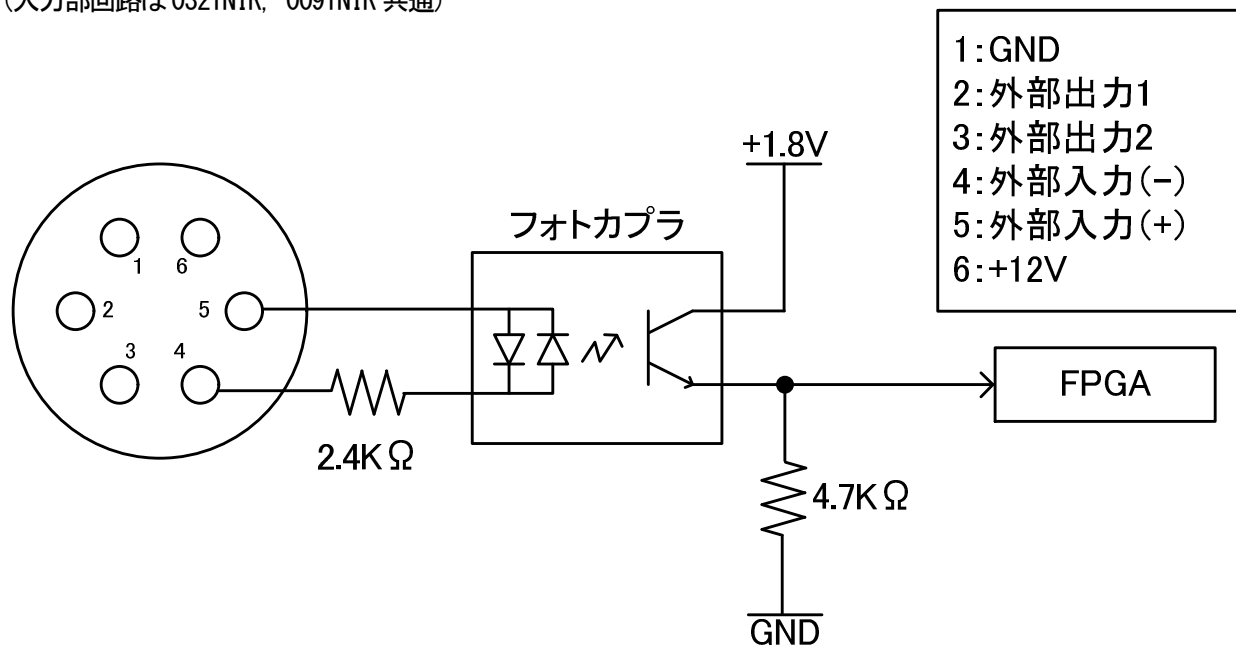 共通)
1:GND
2:外部出力1
3:外部出力2
4:外部入力(-)
5:外部入力(+)
6:+12V
+1.8V
フォトカプラ
1
6
2
5
3
4
2.4KΩ
FPGA
4.7KΩ
GND